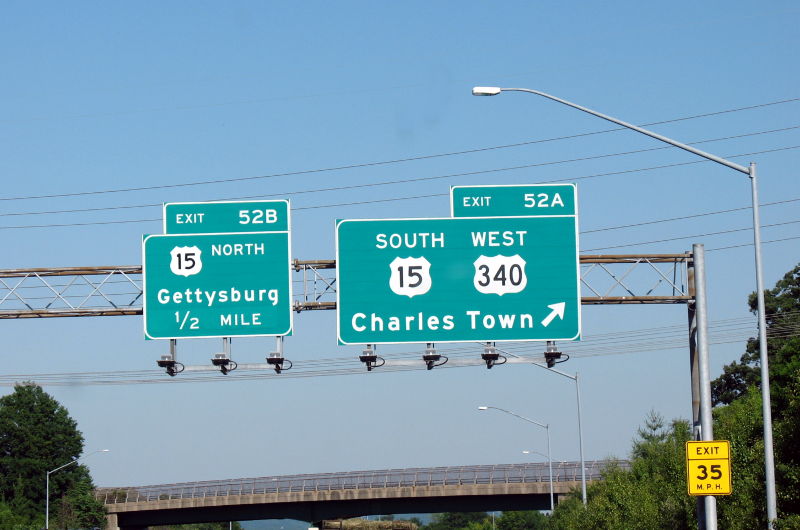 EXIT 52B
15 NORTH
Gettysburg
1/2 MILE
EXIT 52A
SOUTH WEST
15 340
Charles Town
EXIT
35
M.P.H.